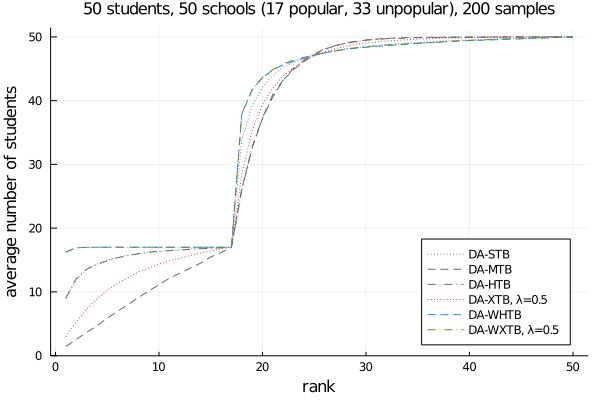 50 students, 50 schools (17 popular, 33 unpopular), 200 samples
average number of students
50
40
30
20
10
0
DA-STB
DA-MTB
DA-HTB
DA-XTB, λ=0.5
DA-WHTB
DA-WXTB, λ=0.5
0 10 20 30 40 50
rank